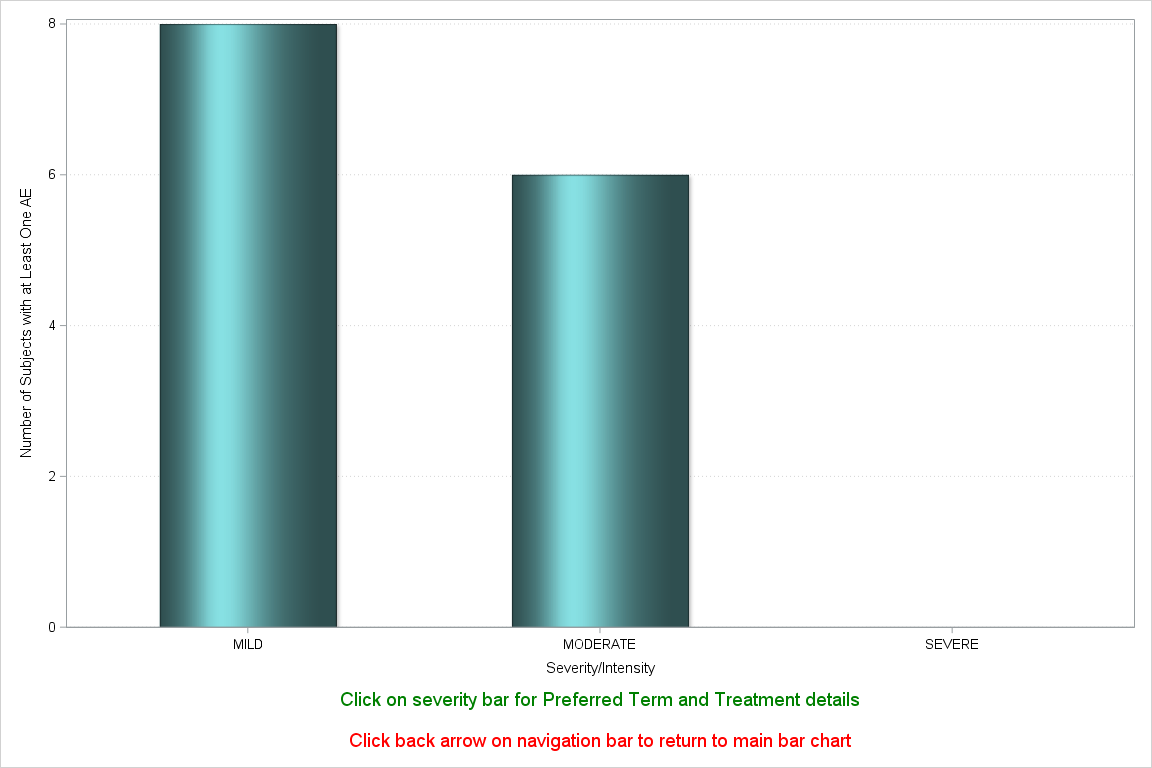 8
6
4
2
0
Number of Subjects with at Least One AE
MILD
MODERATE
SEVERE
Severity/Intensity
Click on severity bar for Preferred Term and Treatment details
Click back arrow on navigation bar to return to main bar chart